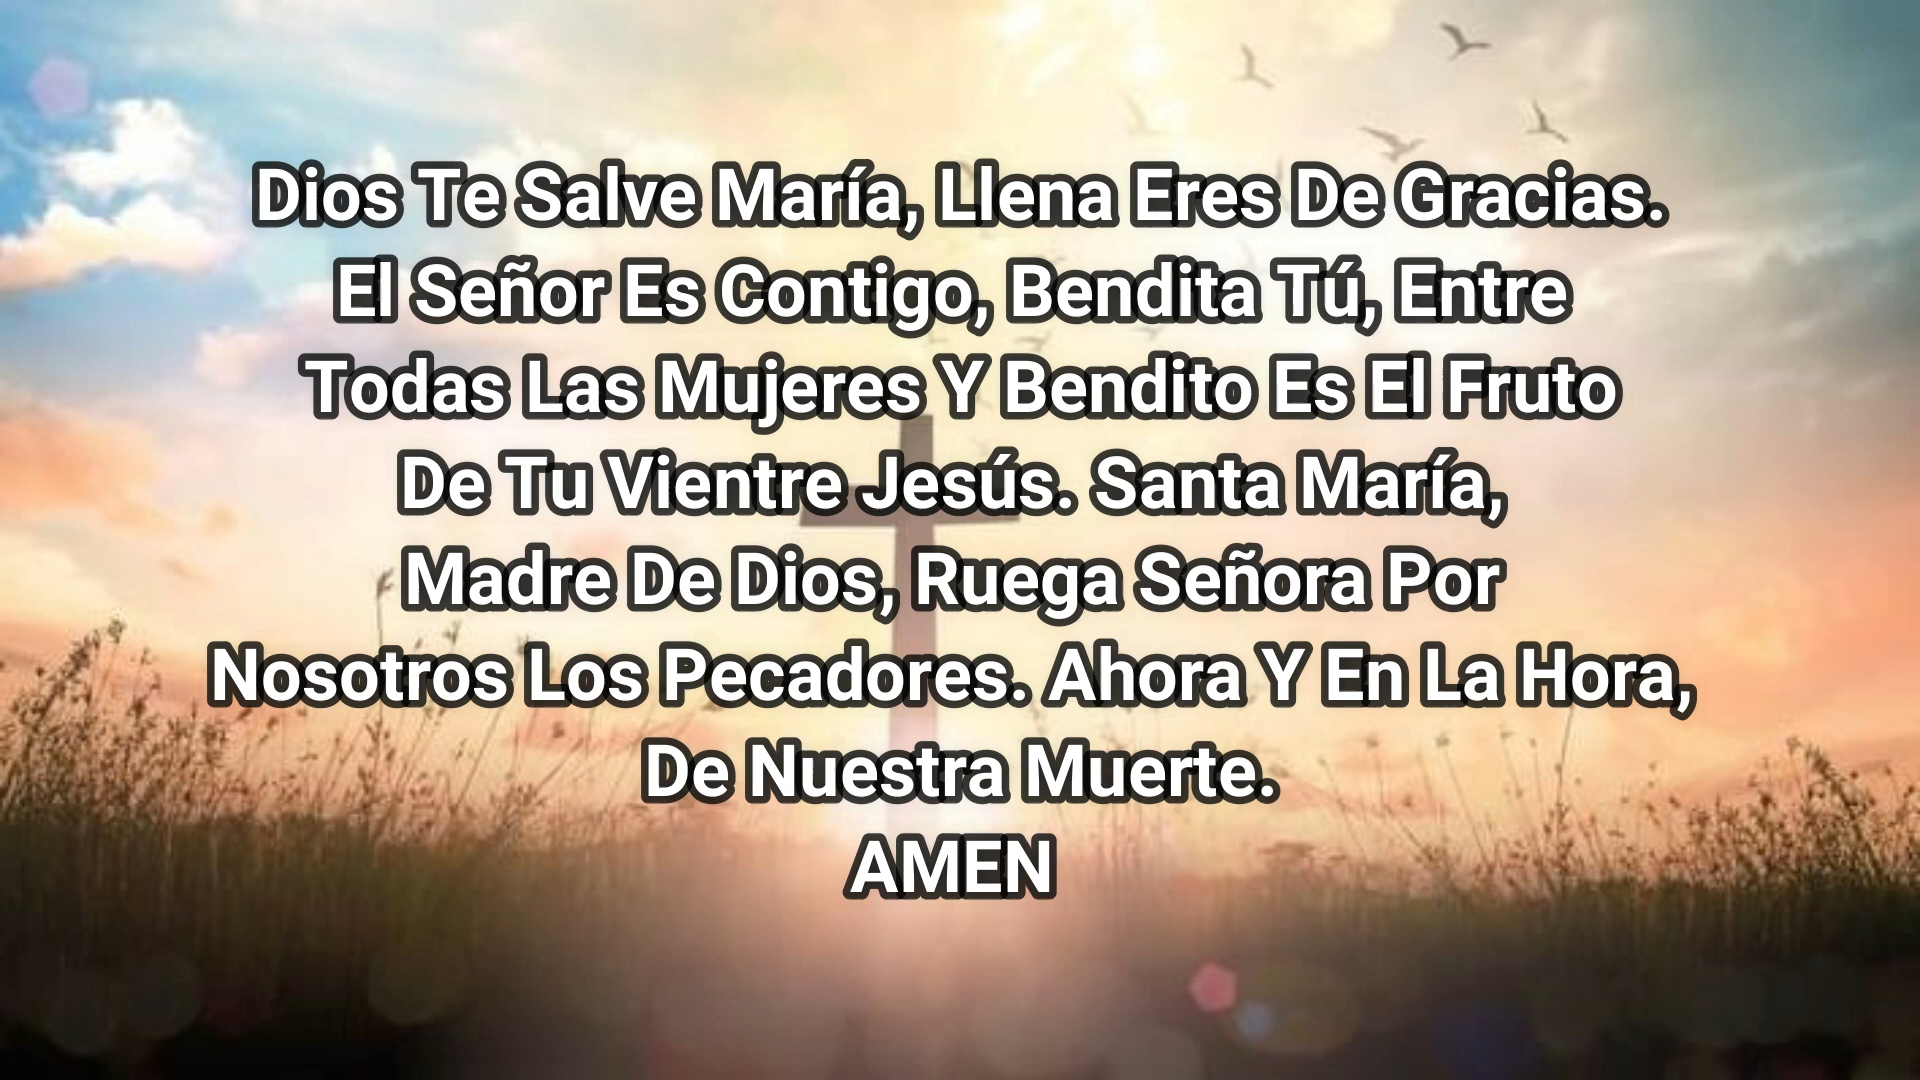 Dios Te Salve María, Llena Eres De Gracias.
El Señor Es Contigo, Bendita Tú, Entre
Todas Las Mujeres Y Bendito Es El Fruto
De Tu Vientre Jesús. Santa María,
Madre De Dios, Ruega Señora Por
Nosotros Los Pecadores. Ahora Y En La Hora,
De Nuestra Muerte.
AMEN